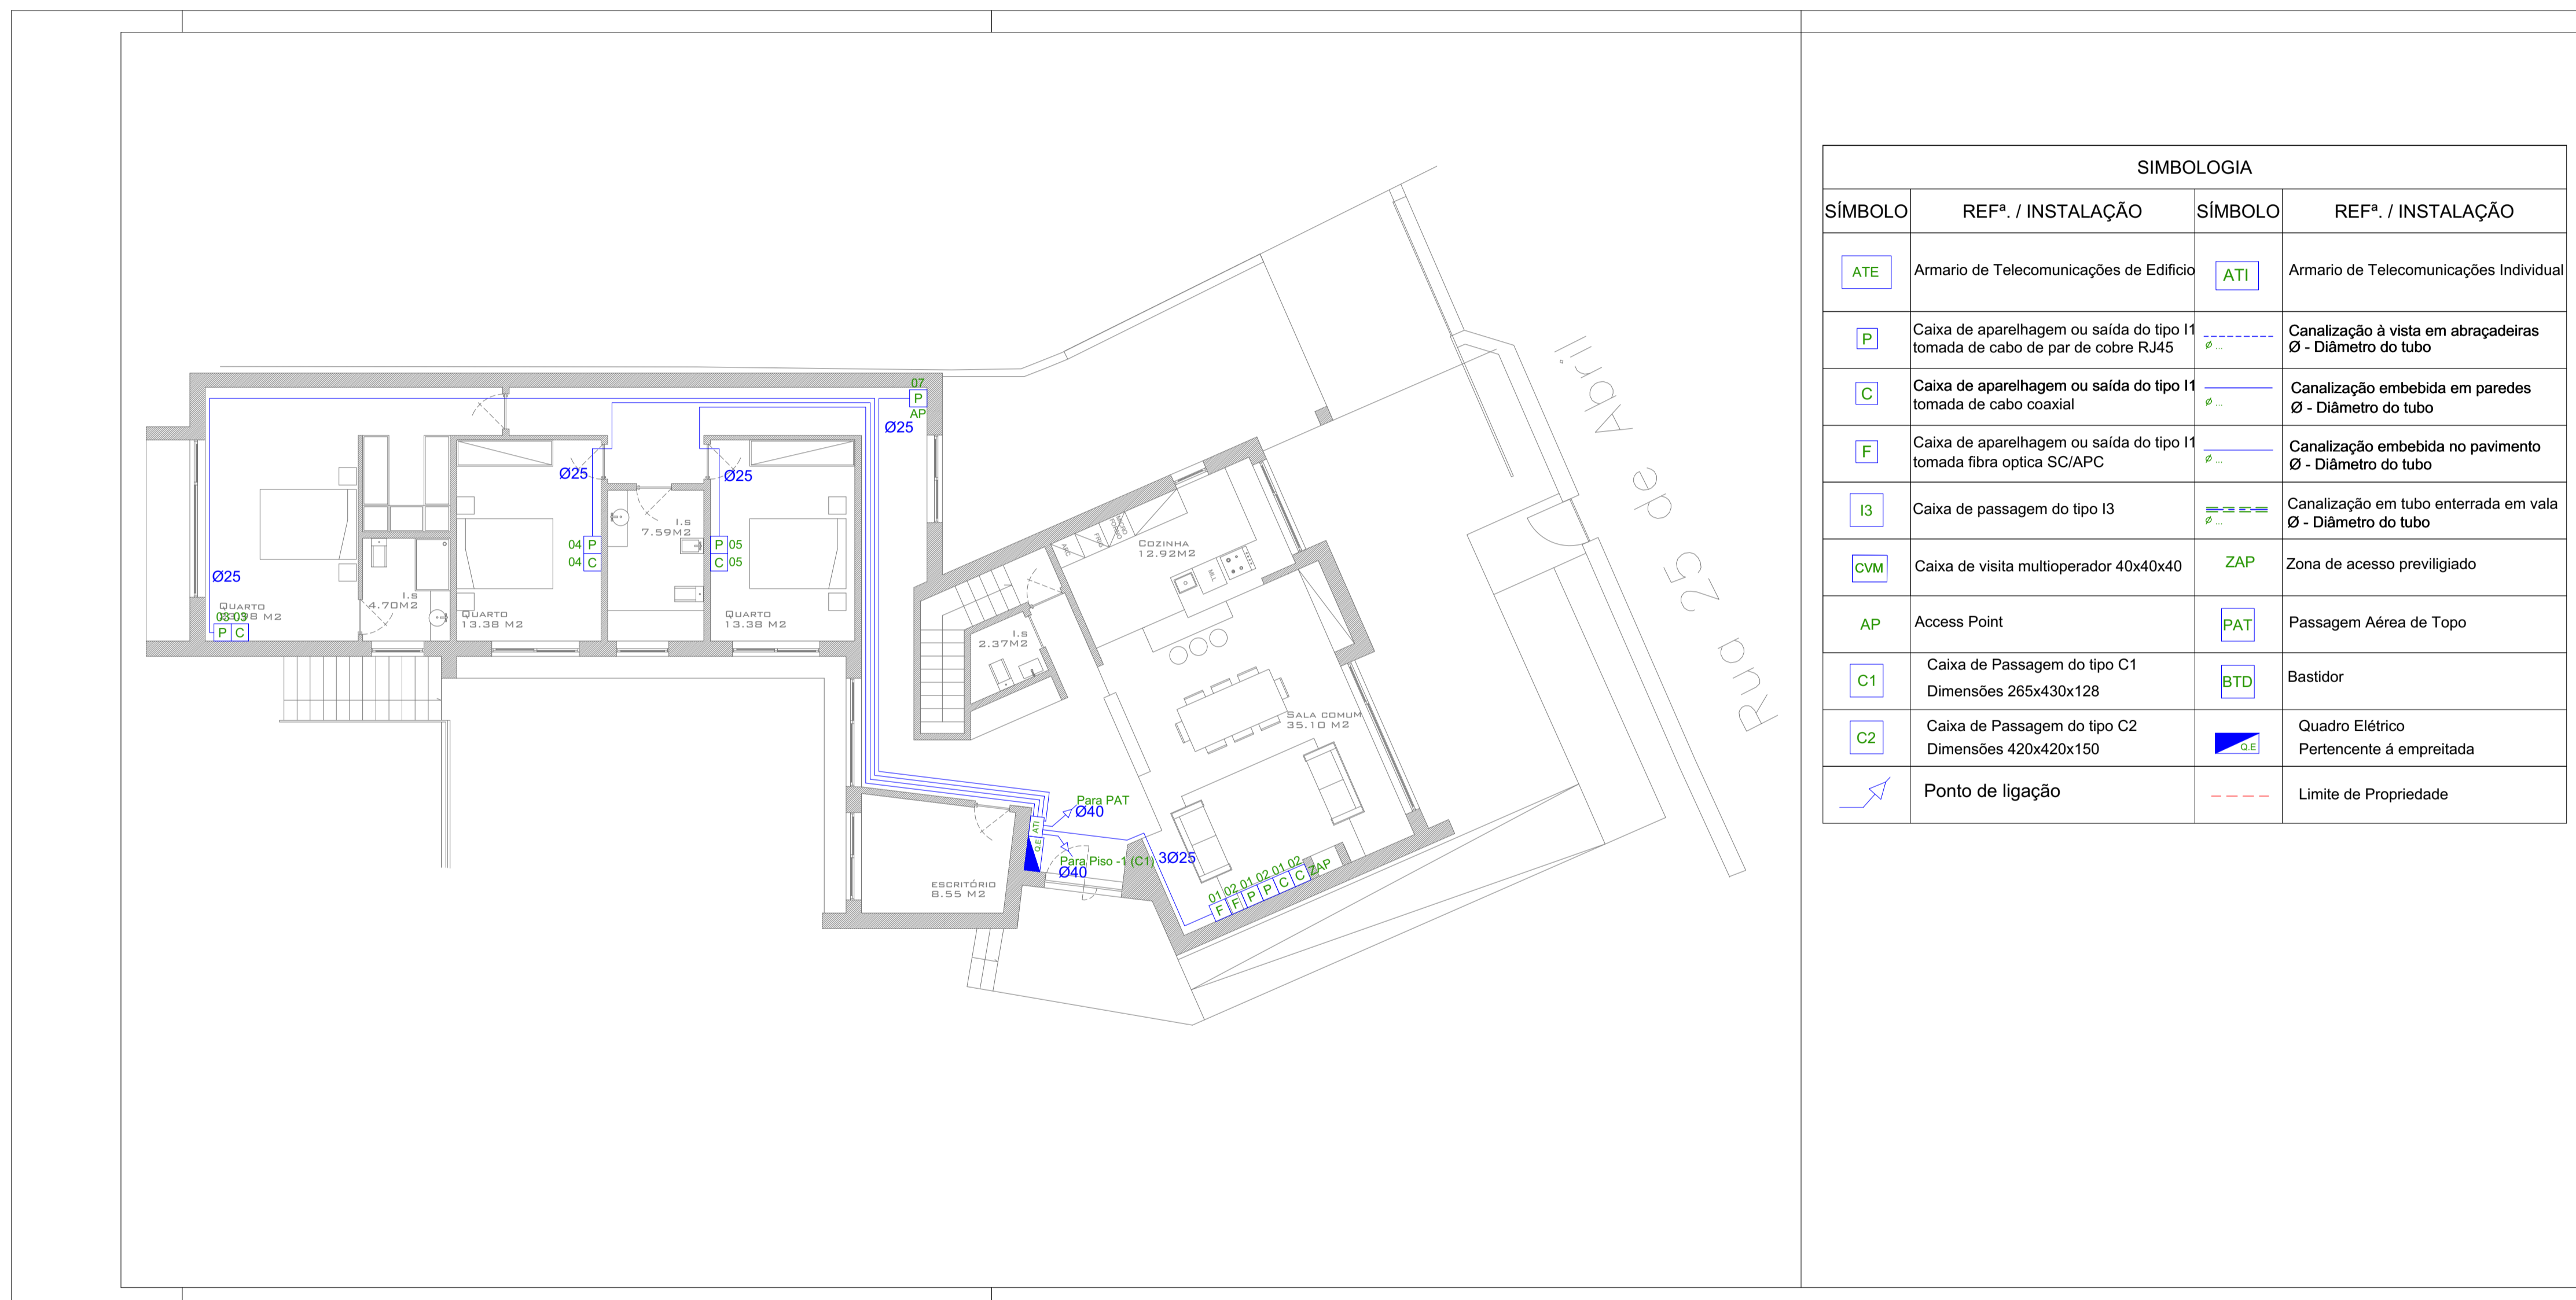 07
P
AP
Ø25
Ø25
Ø25
I.s
7.59M2
04 P
04 C
P 05
C 05
Ø25
Quarto
03 03
P C
I.s
4.70M2
Quarto
13.38 M2
Quarto
13.38 M2
Cozinha
12.92M2
ARC
FRIG
MICRO
FORNO
M.L.L
I.s
2.37M2
Sala comum
35.10 M2
Para PAT
Ø40
ATI
Q.E
Para Piso -1 (C1)
Ø40
3Ø25
Escritório
8.55 M2
01 02 01 02 01 02
F F P P C C ZAP
Rua 25 de Abril
SIMBOLOGIA
SÍMBOLO REFª. / INSTALAÇÃO SÍMBOLO REFª. / INSTALAÇÃO
ATE Armario de Telecomunicações de Edificio ATI Armario de Telecomunicações Individual
P Caixa de aparelhagem ou saída do tipo I1
tomada de cabo de par de cobre RJ45
Ø ... Canalização à vista em abraçadeiras
Ø - Diâmetro do tubo
C Caixa de aparelhagem ou saída do tipo I1
tomada de cabo coaxial
Ø ... Canalização embebida em paredes
Ø - Diâmetro do tubo
F Caixa de aparelhagem ou saída do tipo I1
tomada fibra optica SC/APC
Ø ... Canalização embebida no pavimento
Ø - Diâmetro do tubo
I3 Caixa de passagem do tipo I3
Ø ... Canalização em tubo enterrada em vala
Ø - Diâmetro do tubo
CVM Caixa de visita multioperador 40x40x40 ZAP Zona de acesso previligiado
AP Access Point PAT Passagem Aérea de Topo
C1 Caixa de Passagem do tipo C1
Dimensões 265x430x128
BTD Bastidor
C2 Caixa de Passagem do tipo C2
Dimensões 420x420x150
Q.E Quadro Elétrico
Pertencente á empreitada
Ponto de ligação Limite de Propriedade